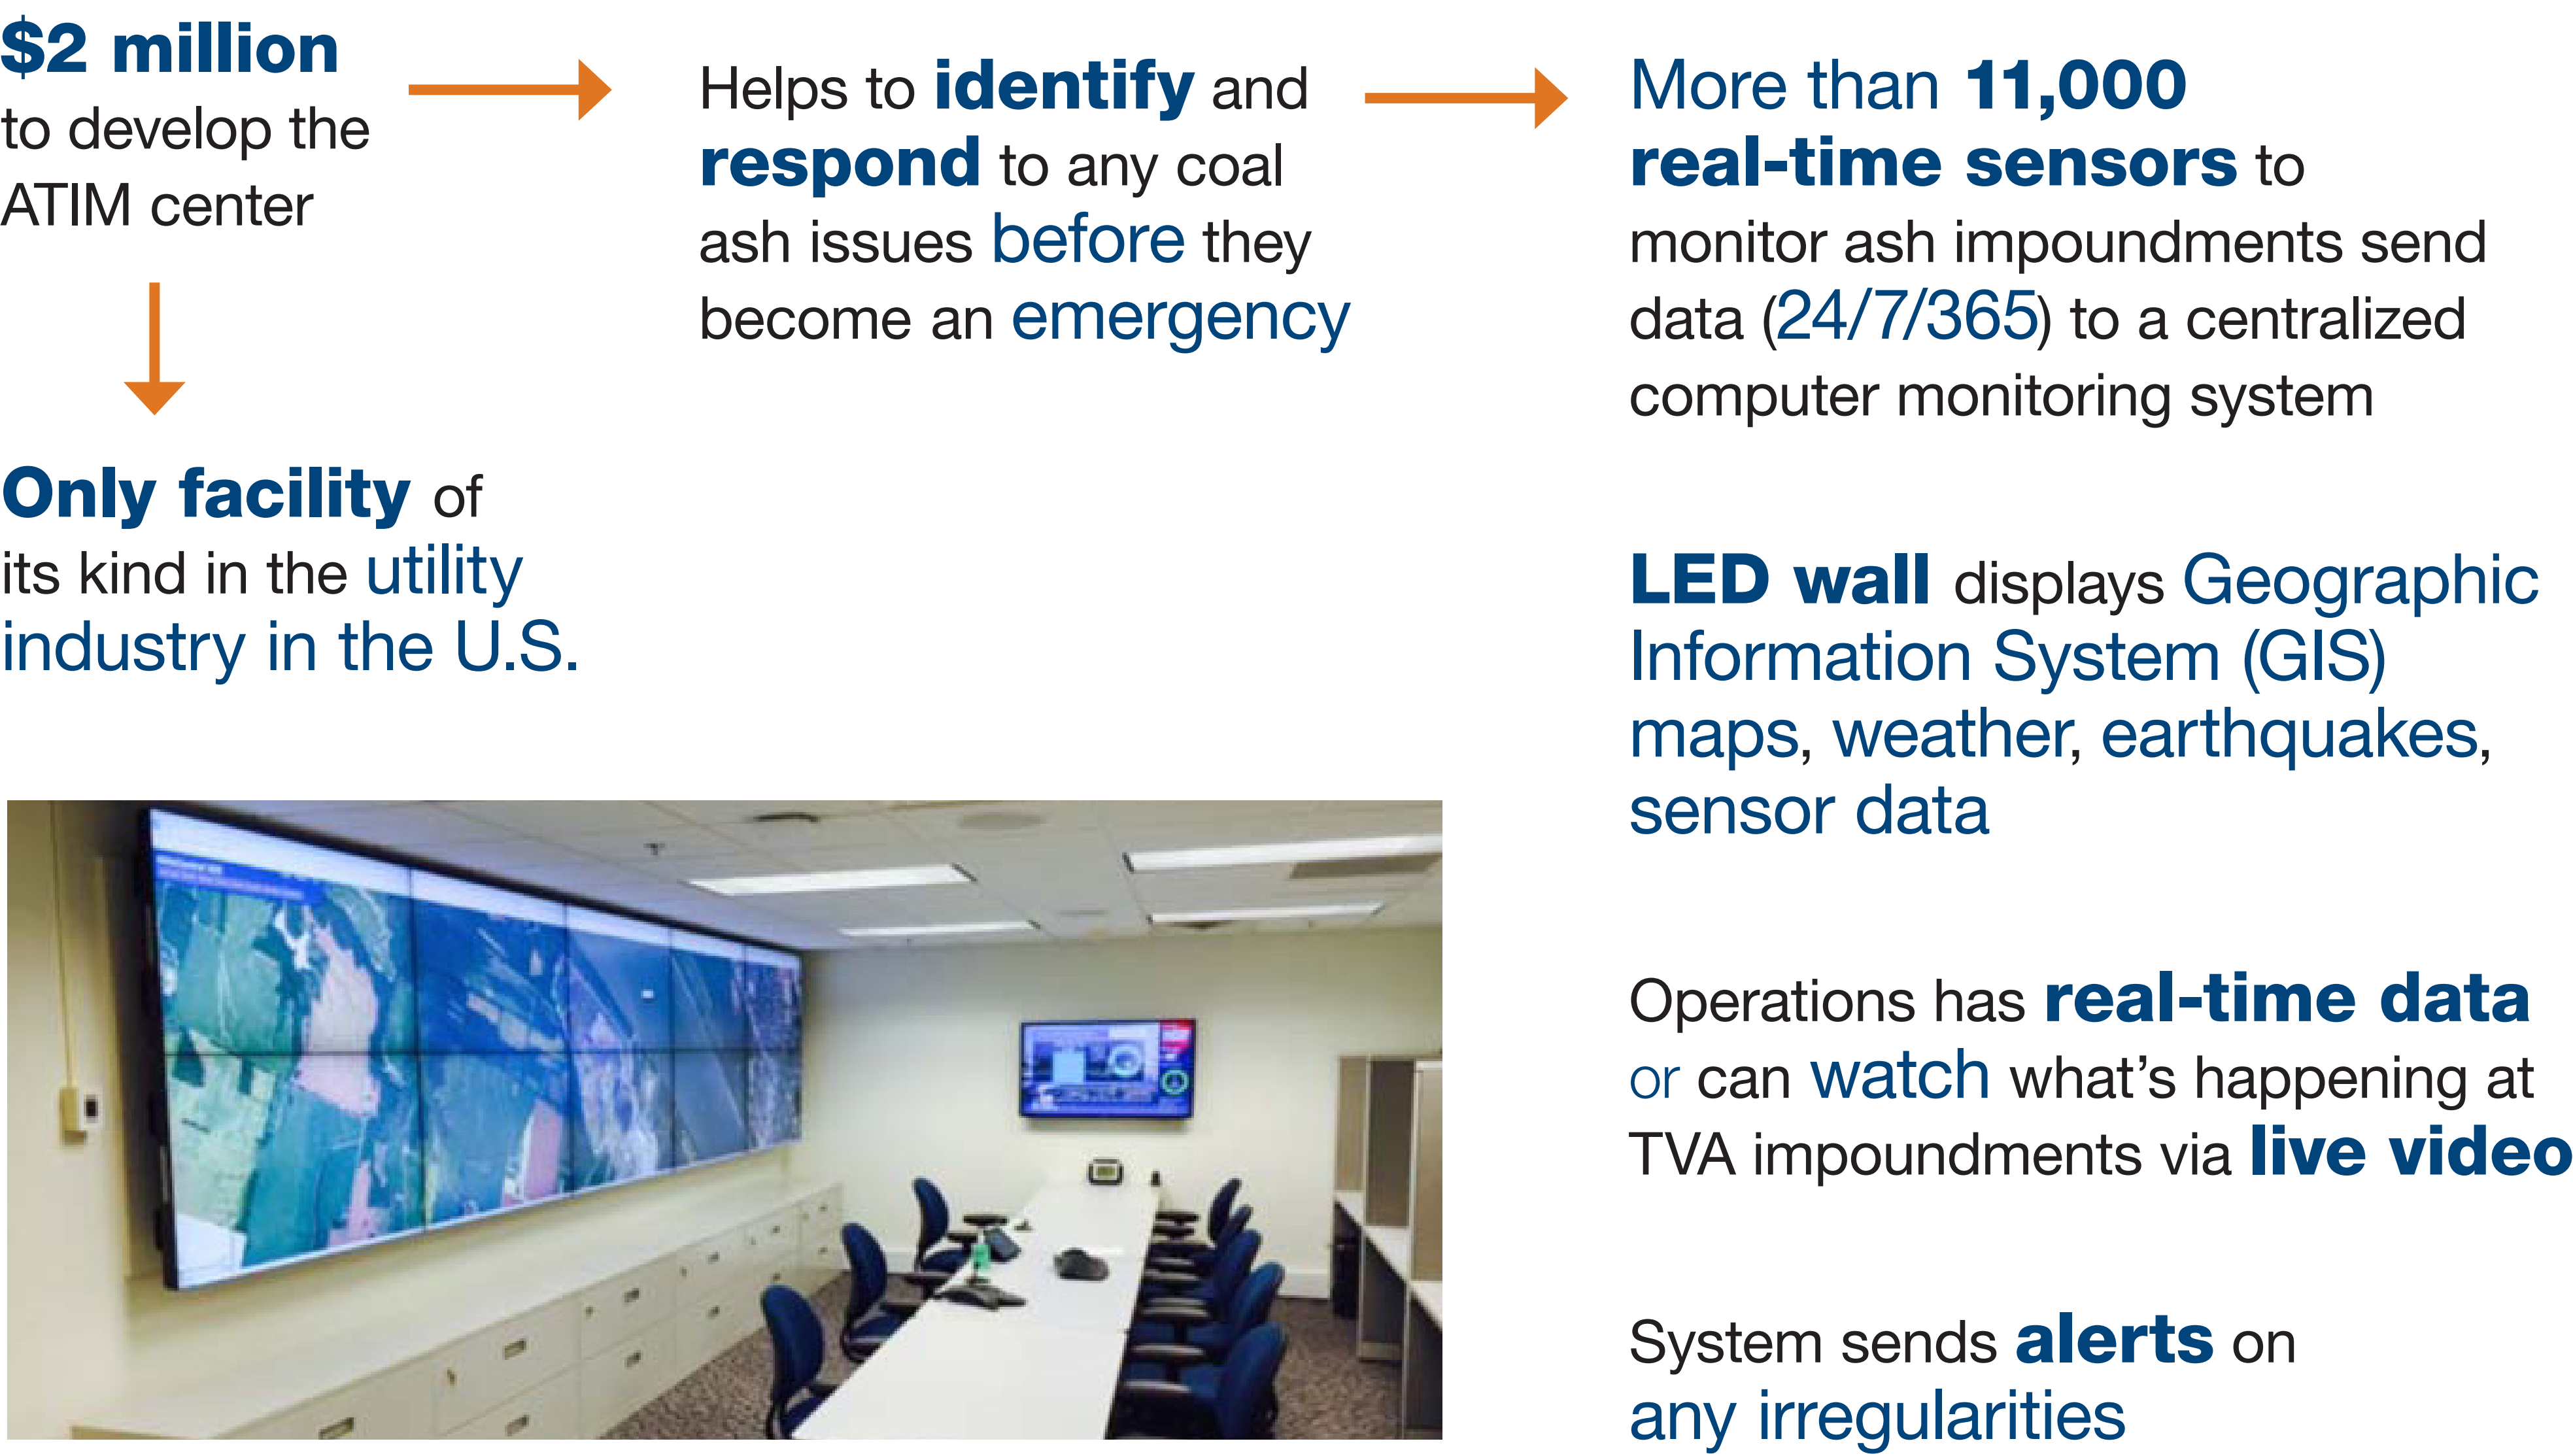 $2 million
to develop the
ATIM center
Only facility of
its kind in the utility
industry in the U.S.
Helps to identify and
respond to any coal
ash issues before they
become an emergency
More than 11,000
real-time sensors to
monitor ash impoundments send
data (24/7/365) to a centralized
computer monitoring system
LED wall displays Geographic
Information System (GIS)
maps, weather, earthquakes,
sensor data
Operations has real-time data
or can watch what’s happening at
TVA impoundments via live video
System sends alerts on
any irregularities